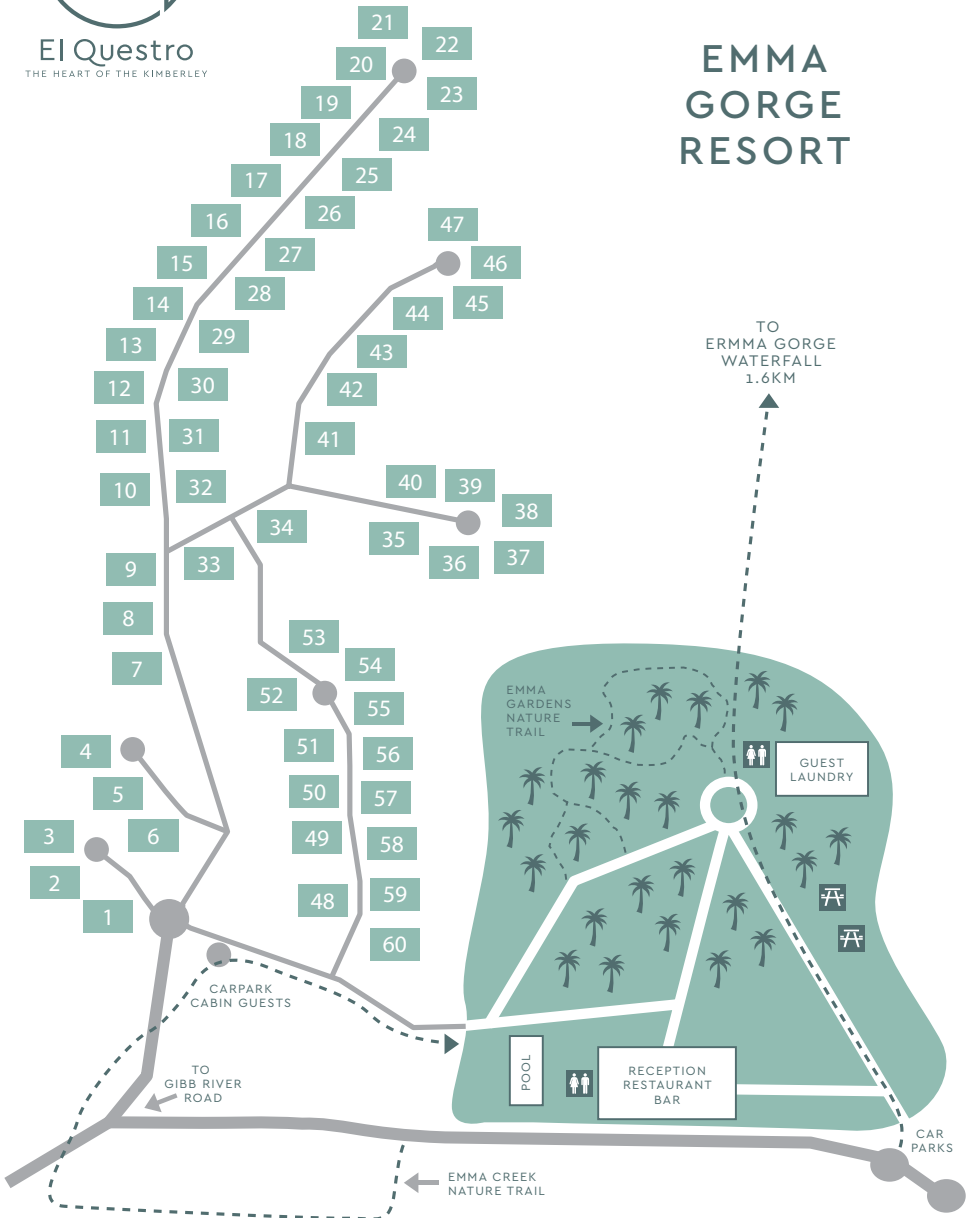 El Questro
THE HEART OF THE KIMBERLEY
EMMA
GORGE
RESORT
21
22
20
23
19
24
18
25
17
26
16
27
15
28
14
29
13
30
12
31
11
32
10
33
9
34
8
7
47
46
45
44
43
42
41
40
39
38
35
36
37
53
54
52
55
51
56
50
57
49
58
48
59
60
4
5
6
3
2
1
TO
ERMMA GORGE
WATERFALL
1.6KM
EMMA
GARDENS
NATURE
TRAIL
GUEST
LAUNDRY
CARPARK
CABIN GUESTS
POOL
RECEPTION
RESTAURANT
BAR
TO
GIBB RIVER
ROAD
CAR
PARKS
EMMA CREEK
NATURE TRAIL